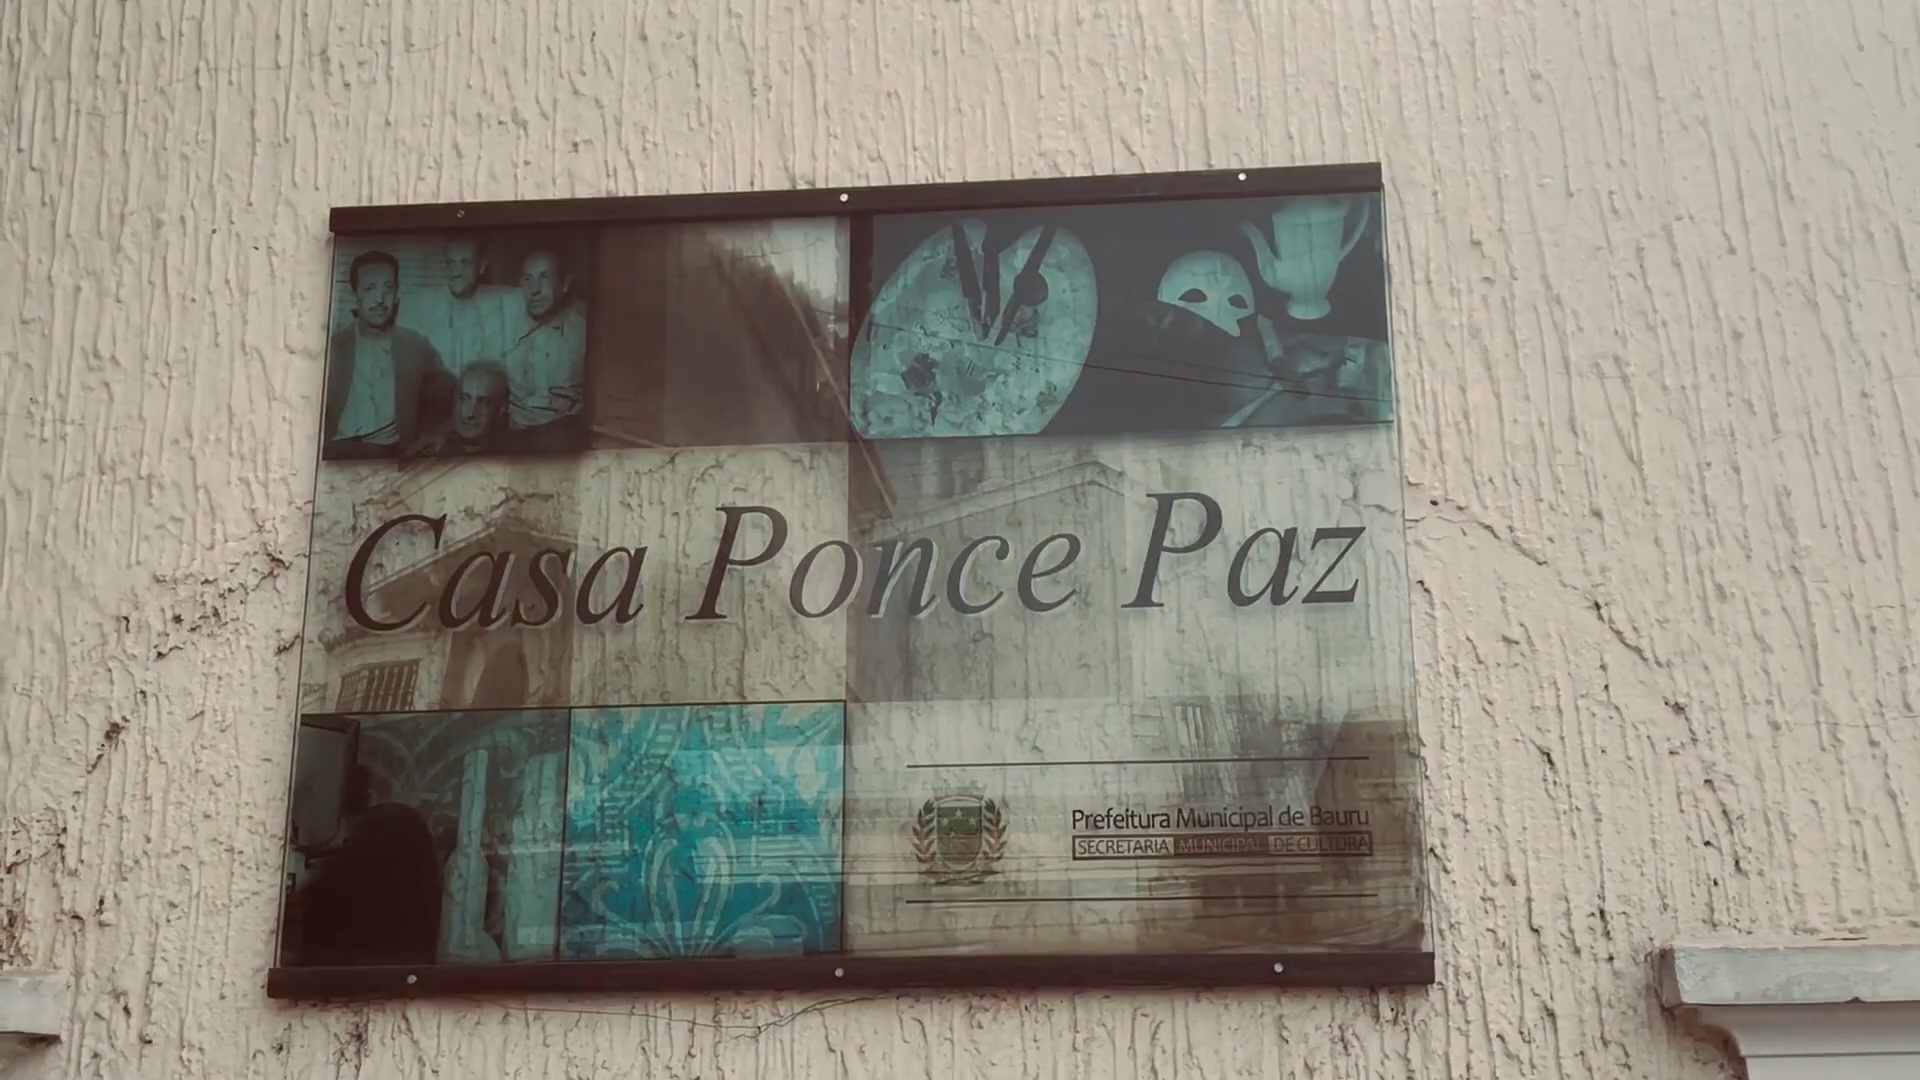 Casa Ponce Paz
Prefeitura Municipal de Bauru
SECRETARIA MUNICIPAL DE CULTURA